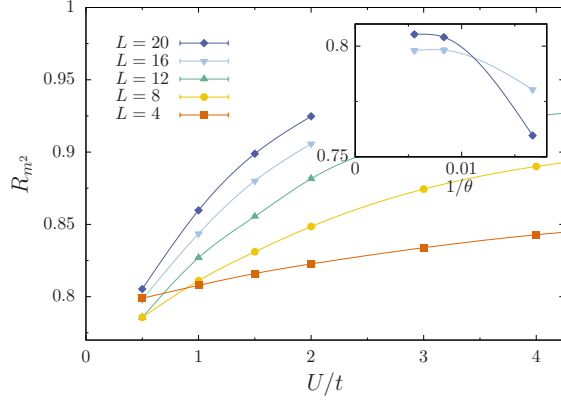 1
0.95
0.9
0.85
0.8
R_{m^2}
0 1 2 3 4
U/t
L = 20
L = 16
L = 12
L = 8
L = 4
0.8
0.75
0 0.01
1/θ